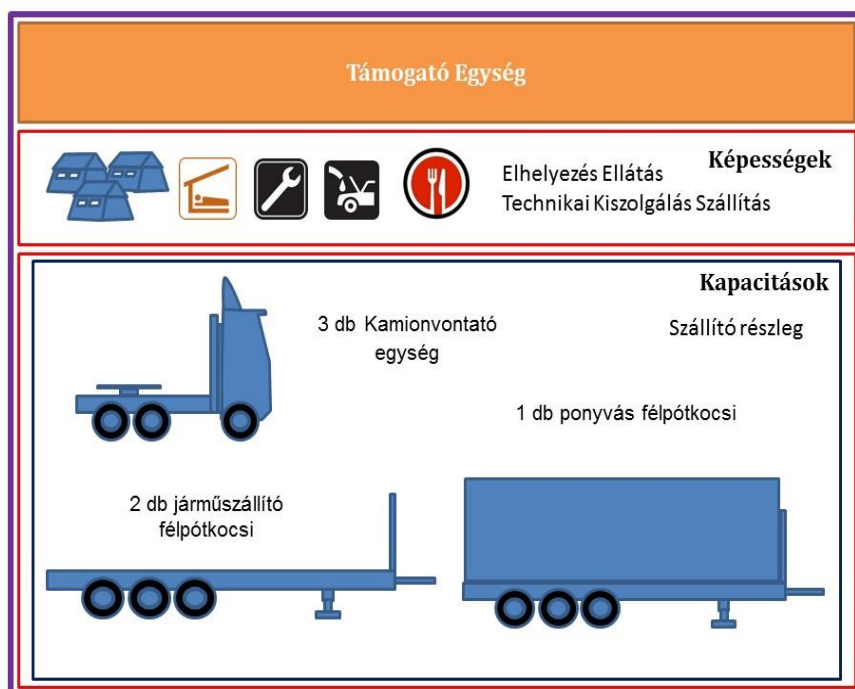 Támogató Egység
Képességek
Elhelyezés Ellátás
Technikai Kiszolgálás Szállítás
Kapacitások
3 db Kamionvontató
egység
Szállító részleg
1 db ponyvás félpótkocsi
2 db járműszállító
félpótkocsi